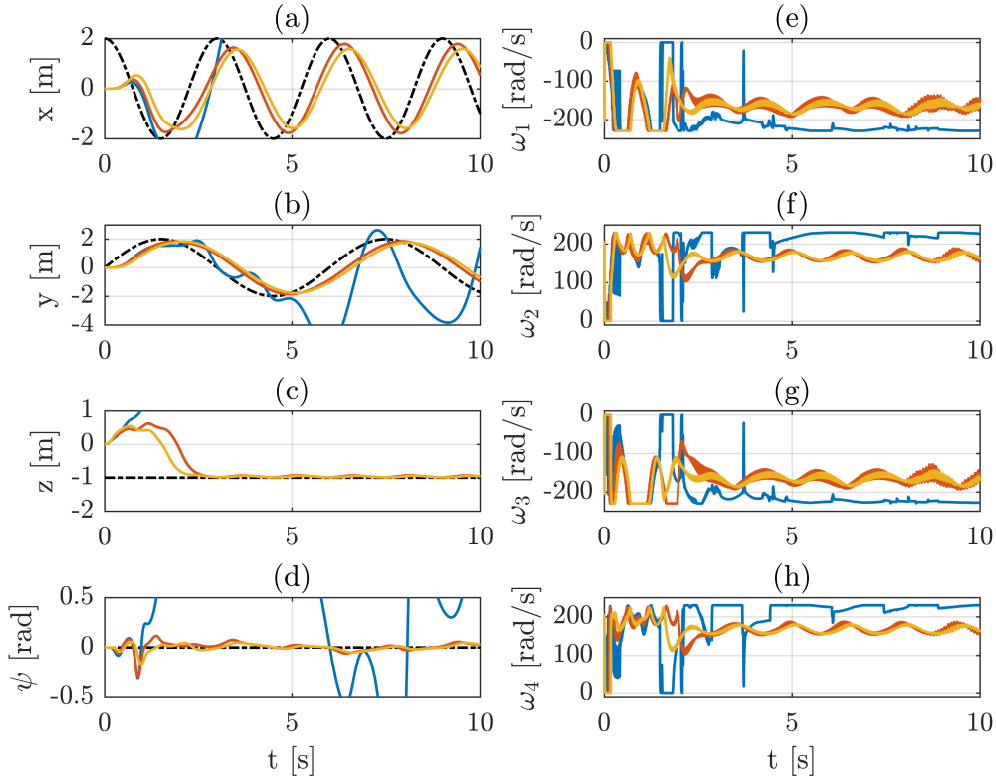 (a)
x [m]
2
0
-2
0
5
10
(b)
y [m]
2
0
-2
-4
0
5
10
(c)
z [m]
1
0
-1
-2
0
5
10
(d)
ψ [rad]
0.5
0
-0.5
0
5
10
t [s]
(e)
ω1 [rad/s]
0
-100
-200
0
5
10
(f)
ω2 [rad/s]
200
100
0
0
5
10
(g)
ω3 [rad/s]
0
-100
-200
0
5
10
(h)
ω4 [rad/s]
200
100
0
0
5
10
t [s]